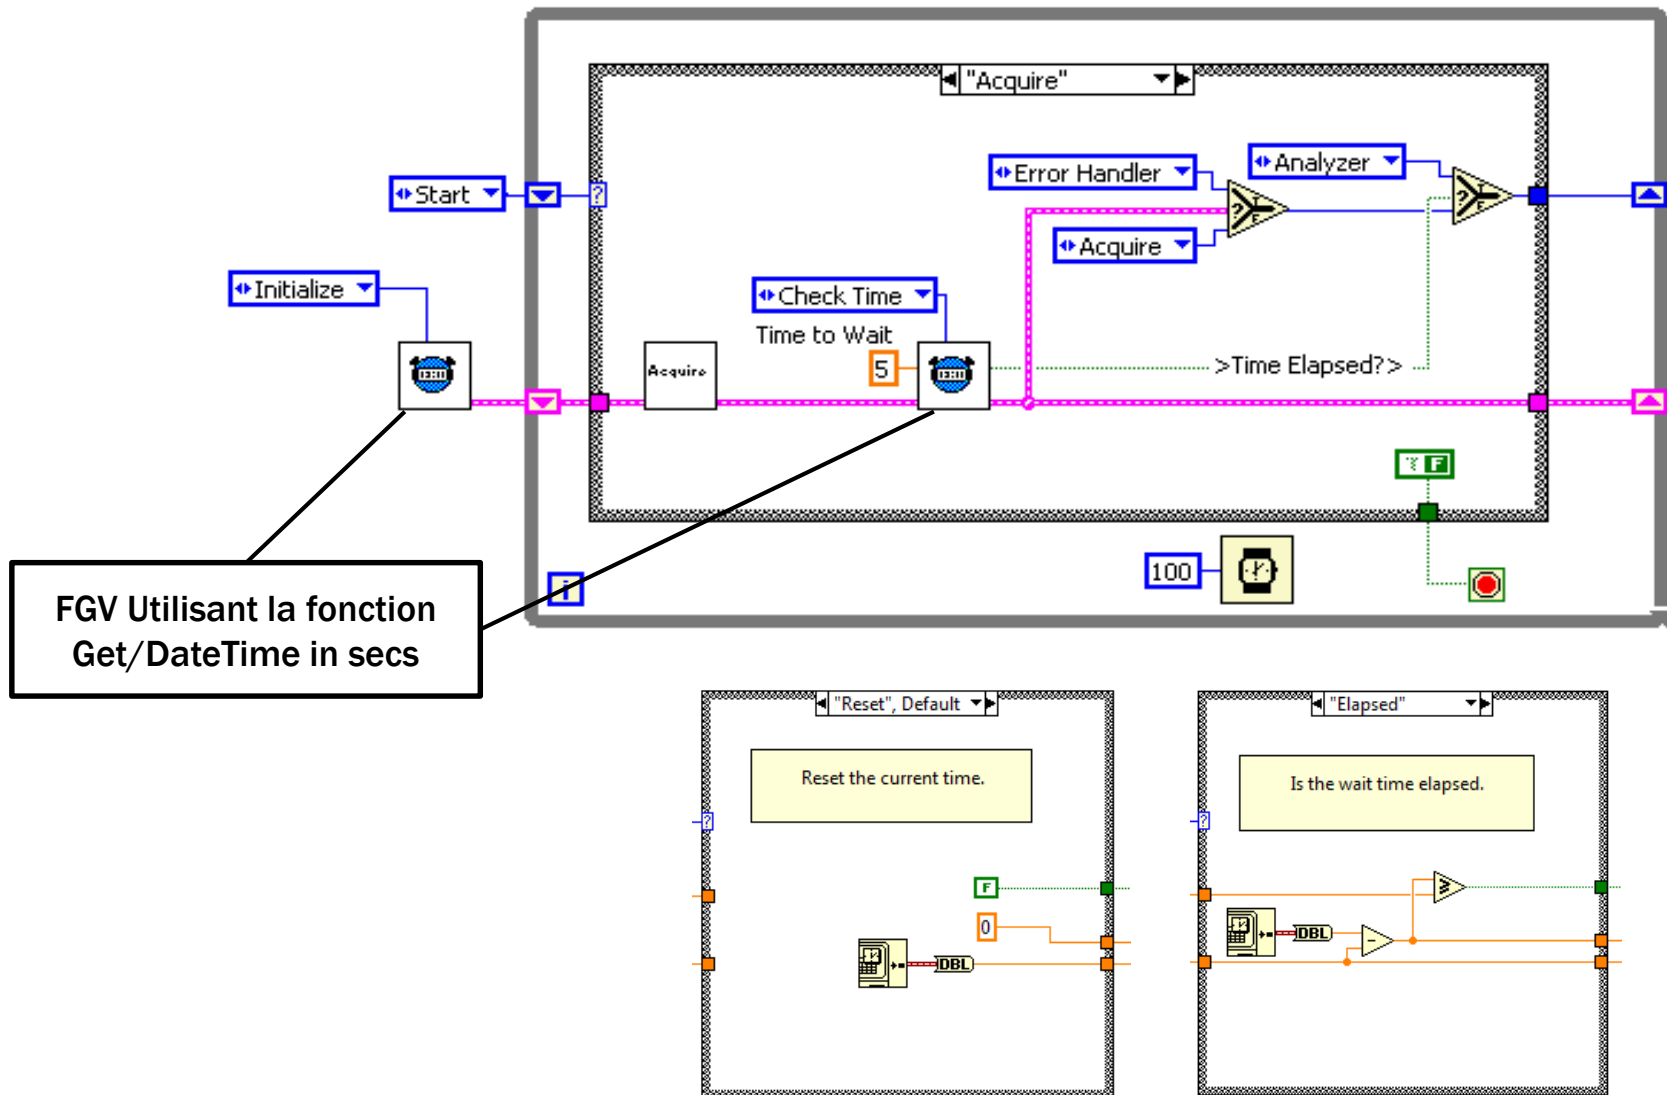 "Acquire"
Error Handler
Analyzer
Start
?
?
T
F
?
T
F
Acquire
Initialize
Check Time
Time to Wait
5
Acquire
>Time Elapsed?>
F
100
i
FGV Utilisant la fonction
Get/DateTime in secs
"Reset", Default
Reset the current time.
?
F
0
DBL
"Elapsed"
Is the wait time elapsed.
?
DBL